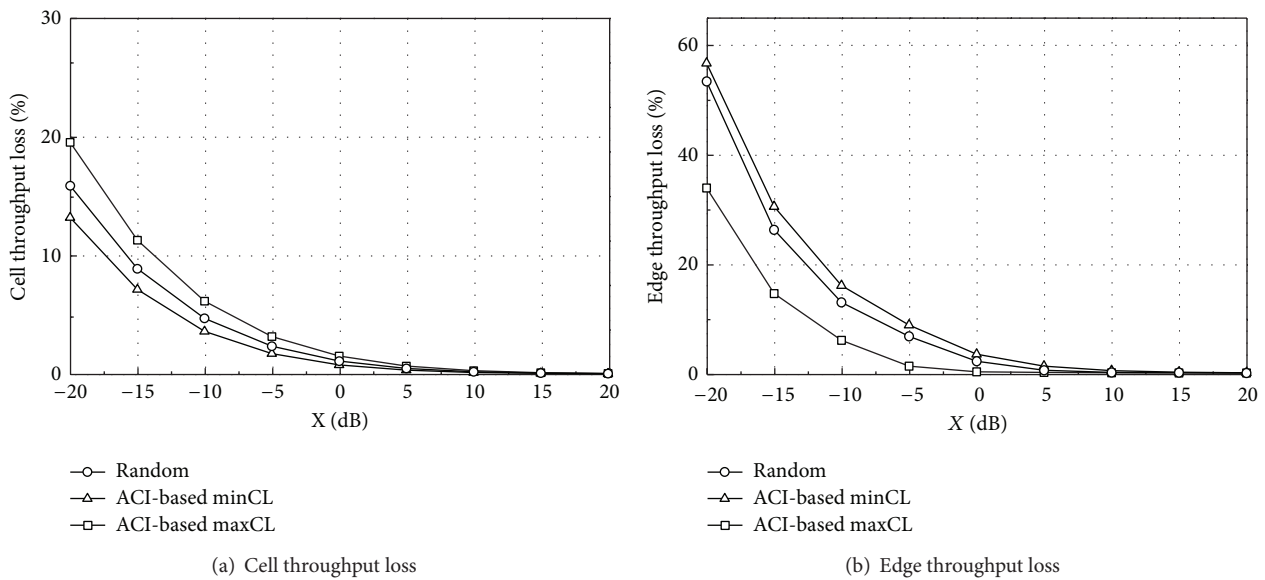 30
20
10
0
Cell throughput loss (%)
−20 −15 −10 −5 0 5 10 15 20
X (dB)
Random
ACI-based minCL
ACI-based maxCL
(a) Cell throughput loss
60
40
20
0
Edge throughput loss (%)
−20 −15 −10 −5 0 5 10 15 20
X (dB)
Random
ACI-based minCL
ACI-based maxCL
(b) Edge throughput loss